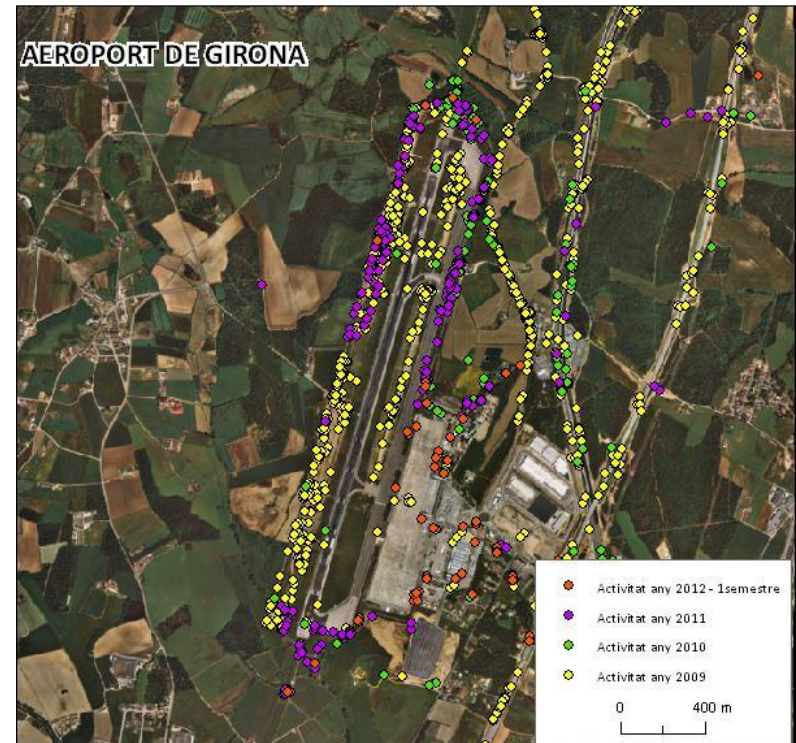 AEROPORT DE GIRONA
Activitat any 2012 - 1semestre
Activitat any 2011
Activitat any 2010
Activitat any 2009
0 400 m